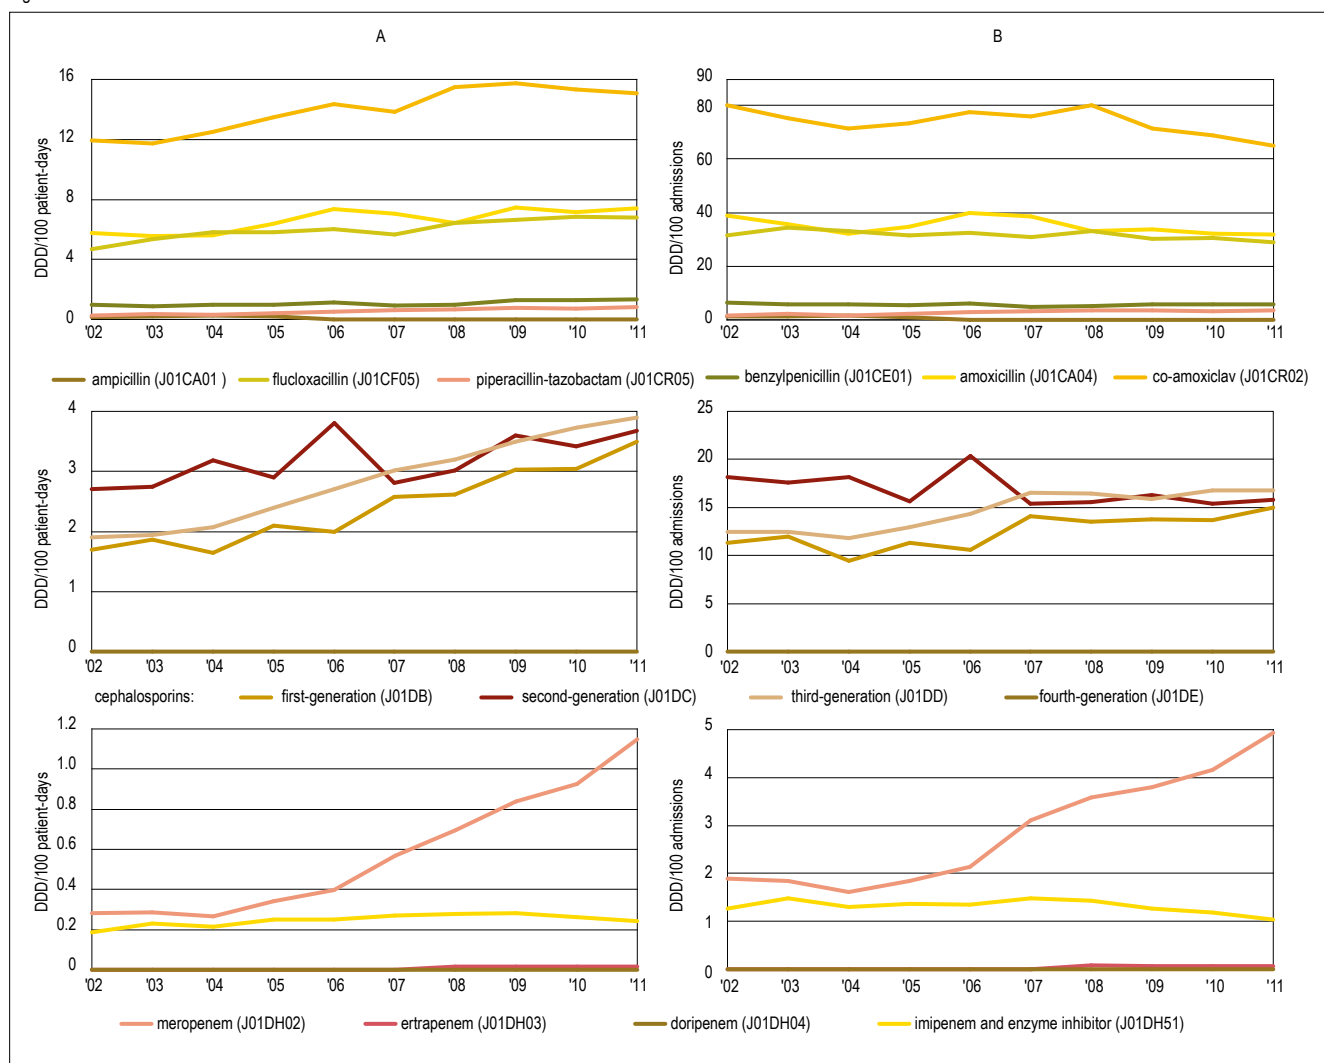 A B
16
12
8
4
0
DDD/100 patient-days
'02 '03 '04 '05 '06 '07 '08 '09 '10 '11
90
80
60
40
20
0
DDD/100 admissions
'02 '03 '04 '05 '06 '07 '08 '09 '10 '11
ampicillin (J01CA01 ) flucloxacillin (J01CF05) piperacillin-tazobactam (J01CR05) benzylpenicillin (J01CE01) amoxicillin (J01CA04) co-amoxiclav (J01CR02)
4
3
2
1
0
DDD/100 patient-days
'02 '03 '04 '05 '06 '07 '08 '09 '10 '11
25
20
15
10
5
0
DDD/100 admissions
'02 '03 '04 '05 '06 '07 '08 '09 '10 '11
cephalosporins: first-generation (J01DB) second-generation (J01DC) third-generation (J01DD) fourth-generation (J01DE)
1.2
1.0
0.8
0.6
0.4
0.2
0
DDD/100 patient-days
'02 '03 '04 '05 '06 '07 '08 '09 '10 '11
5
4
3
2
1
0
DDD/100 admissions
'02 '03 '04 '05 '06 '07 '08 '09 '10 '11
meropenem (J01DH02) ertrapenem (J01DH03) doripenem (J01DH04) imipenem and enzyme inhibitor (J01DH51)